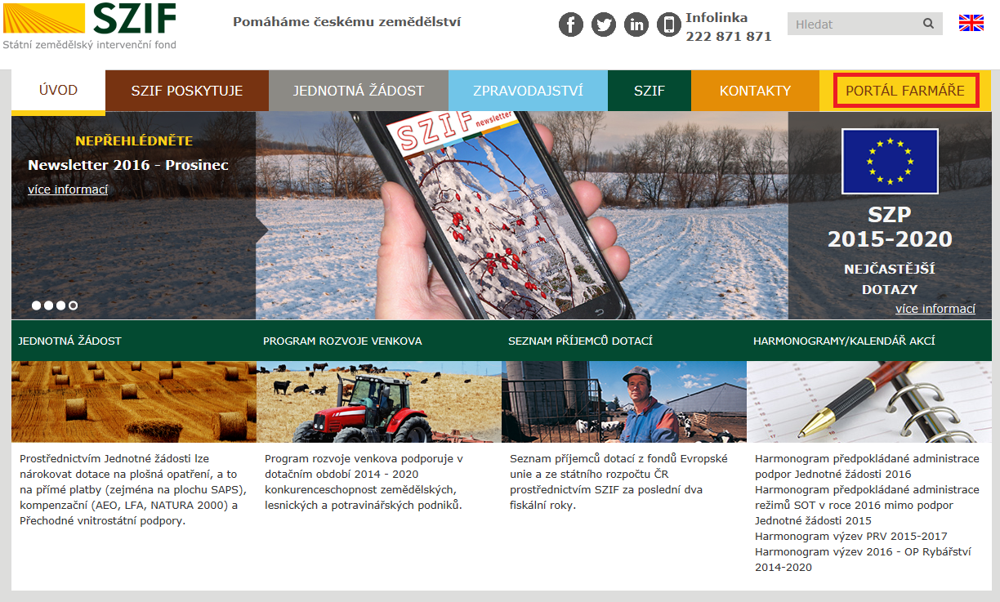 SZIF
Státní zemědělský intervenční fond
Pomáháme českému zemědělství
Infolinka
222 871 871
Hledat
ÚVOD
SZIF POSKYTUJE
JEDNOTNÁ ŽÁDOST
ZPRAVODAJSTVÍ
SZIF
KONTAKTY
PORTÁL FARMÁŘE
NEPŘEHLÉDNĚTE
Newsletter 2016 - Prosinec
více informací
SZIF newsletter
SZP
2015-2020
NEJČASTĚJŠÍ
DOTAZY
více informací
JEDNOTNÁ ŽÁDOST
Prostřednictvím Jednotné žádosti lze
nárokovat dotace na plošná opatření, a to
na přímé platby (zejména na plochu SAPS),
kompenzační (AEO, LFA, NATURA 2000) a
Přechodné vnitrostátní podpory.
PROGRAM ROZVOJE VENKOVA
Program rozvoje venkova podporuje v
dotačním období 2014 - 2020
konkurenceschopnost zemědělských,
lesnických a potravinářských podniků.
SEZNAM PŘÍJEMCŮ DOTACÍ
Seznam příjemců dotací z fondů Evropské
unie a ze státního rozpočtu ČR
prostřednictvím SZIF za poslední dva
fiskální roky.
HARMONOGRAMY/KALENDÁŘ AKCÍ
Harmonogram předpokládané administrace
podpor Jednotné žádosti 2016
Harmonogram předpokládané administrace
režimů SOT v roce 2016 mimo podpor
Jednotné žádosti 2015
Harmonogram výzev PRV 2015-2017
Harmonogram výzev 2016 - OP Rybářství
2014-2020